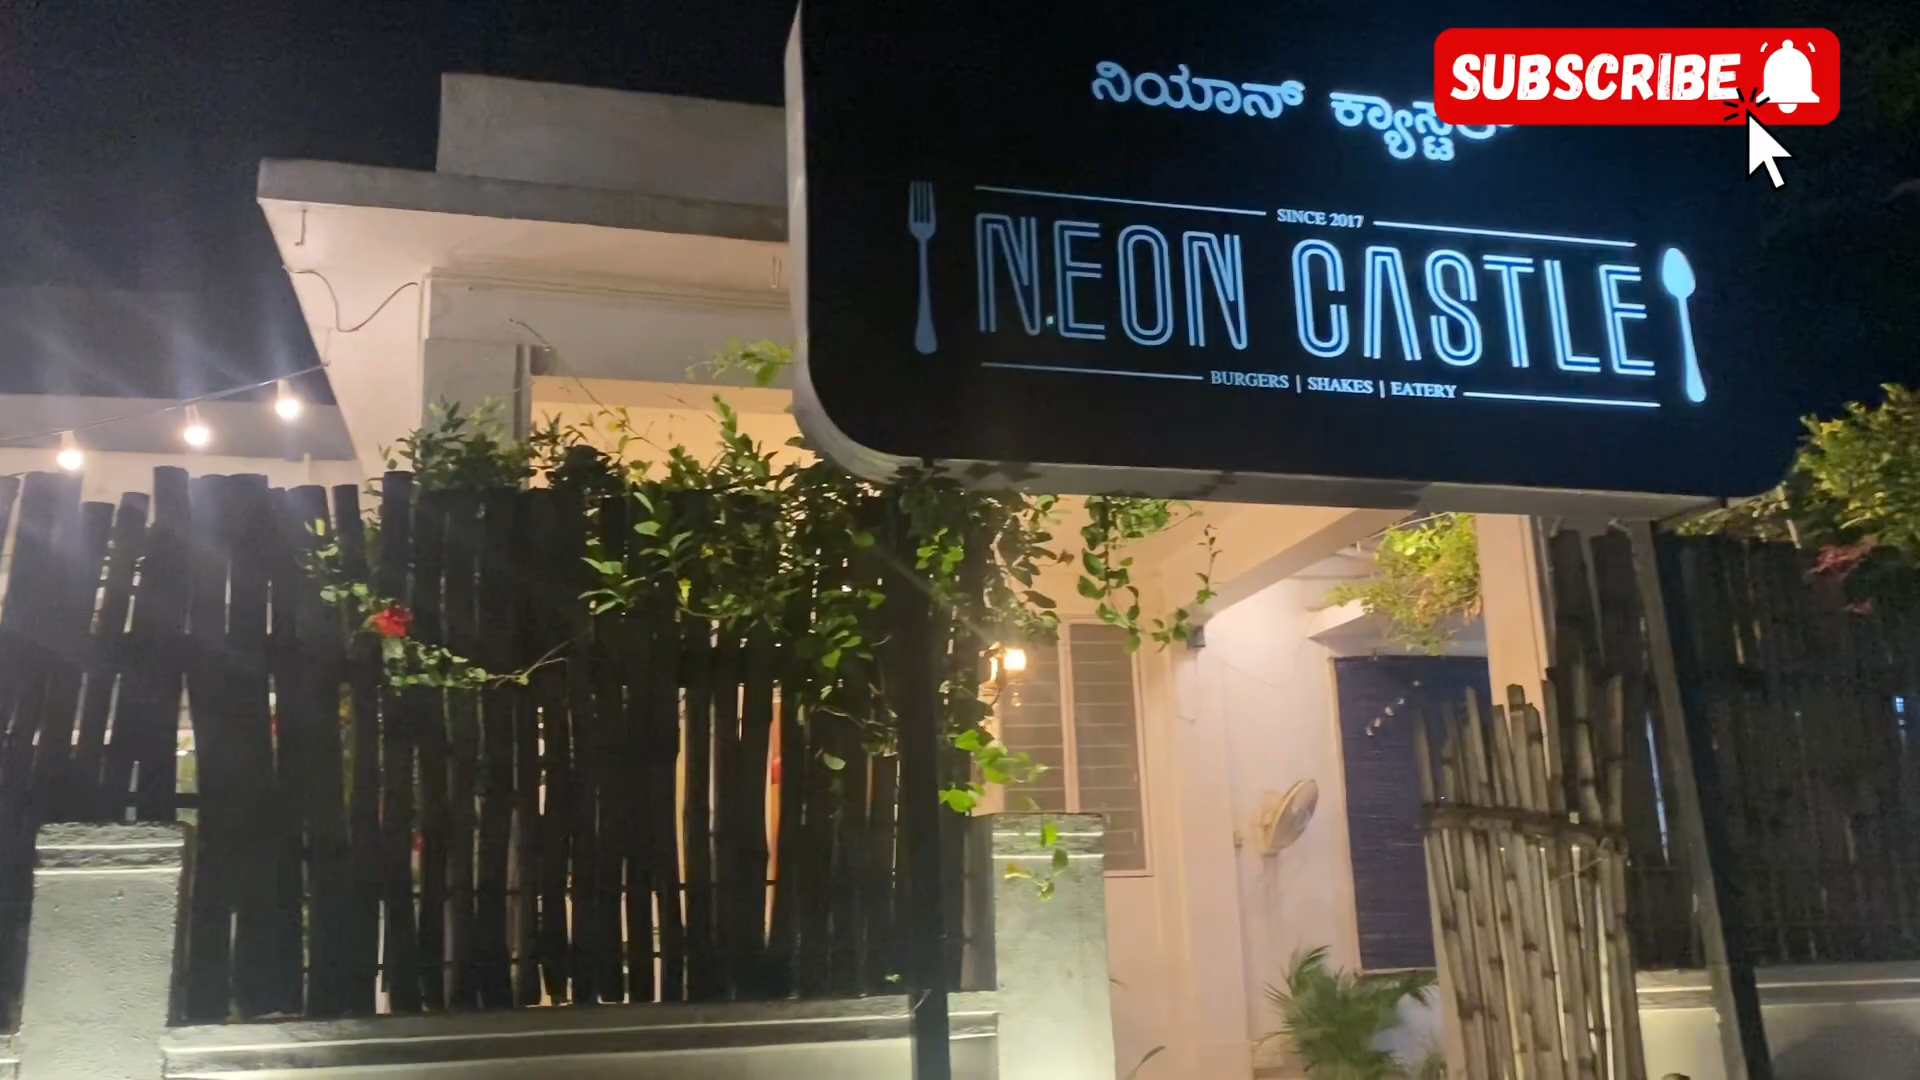 ನಿಯಾನ್
SUBSCRIBE
SINCE 2017
NEON CASTLE
BURGERS | SHAKES | EATERY